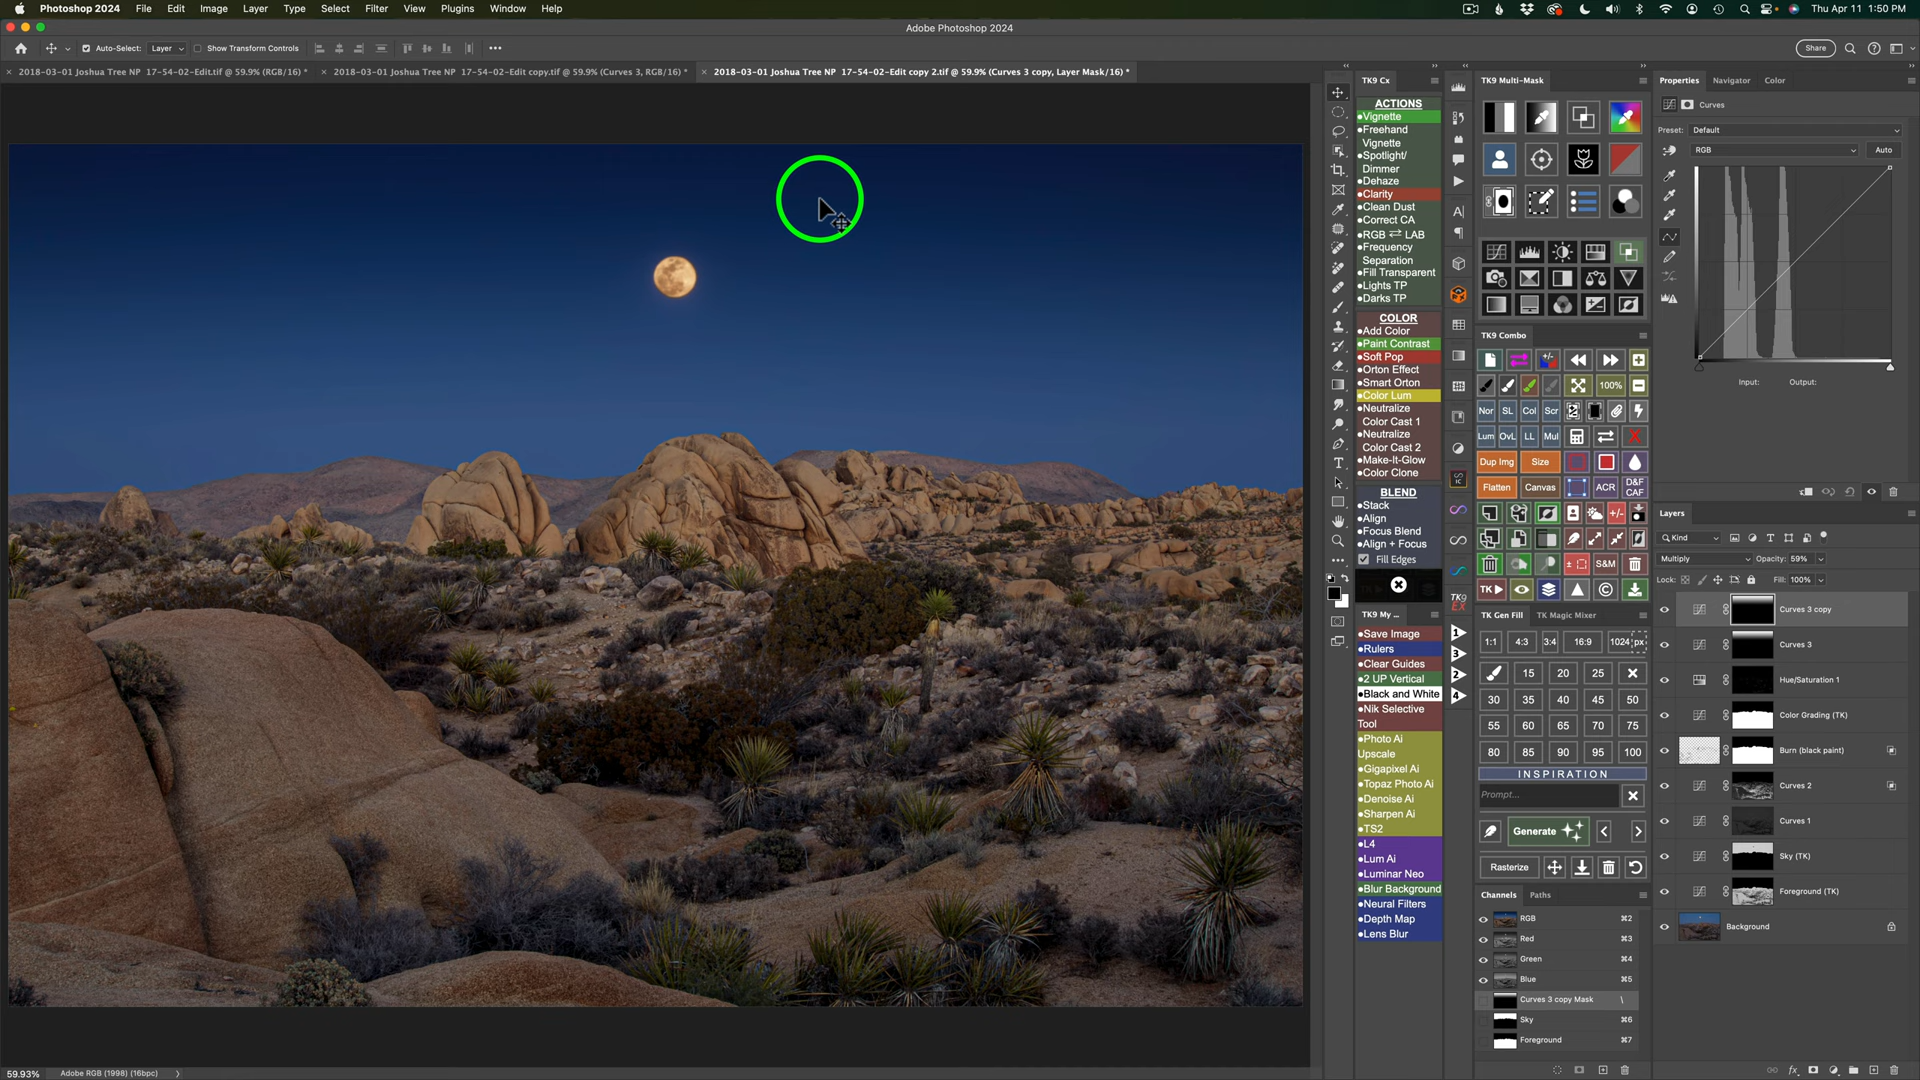 Photoshop 2024 File Edit Image Layer Type Select Filter View Plugins Window Help
Thu Apr 11 1:50 PM
Adobe Photoshop 2024
Auto-Select: Layer Show Transform Controls
Share
2018-03-01 Joshua Tree NP 17-54-02-Edit.tif @ 59.9% (RGB/16) *
2018-03-01 Joshua Tree NP 17-54-02-Edit copy.tif @ 59.9% (Curves 3, RGB/16) *
2018-03-01 Joshua Tree NP 17-54-02-Edit copy 2.tif @ 59.9% (Curves 3 copy, Layer Mask/16) *
TK9 Cx
ACTIONS
Vignette
Freehand
Vignette
Spotlight/
Dimmer
Dehaze
Clarity
Clean Dust
Correct CA
RGB ⇄ LAB
Frequency
Separation
Fill Transparent
Lights TP
Darks TP
COLOR
Add Color
Paint Contrast
Soft Pop
Orton Effect
Smart Orton
Color Lum
Neutralize
Color Cast 1
Neutralize
Color Cast 2
Make-It-Glow
Color Clone
BLEND
Stack
Align
Focus Blend
Align + Focus
Fill Edges
TK9 My ...
Save Image
Rulers
Clear Guides
2 UP Vertical
Black and White
Nik Selective
Tool
Photo Ai
Upscale
Gigapixel Ai
Topaz Photo Ai
Denoise Ai
Sharpen Ai
TS2
L4
Lum Ai
Luminar Neo
Blur Background
Neural Filters
Depth Map
Lens Blur
TK9
EX
1
3
2
4
TK9 Multi-Mask
TK9 Combo
100%
Nor SL Col Scr
Lum OvL LL Mul
Dup Img Size
Flatten Canvas ACR D&F
CAF
S&M
TK
TK Gen Fill TK Magic Mixer
1:1 4:3 3:4 16:9 1024 px
15 20 25
30 35 40 45 50
55 60 65 70 75
80 85 90 95 100
INSPIRATION
Prompt...
Generate
Rasterize
Channels Paths
RGB ⌘2
Red ⌘3
Green ⌘4
Blue ⌘5
Curves 3 copy Mask \
Sky ⌘6
Foreground ⌘7
Properties Navigator Color
Curves
Preset: Default
RGB Auto
Input: Output:
Layers
Kind
Multiply Opacity: 59%
Lock: Fill: 100%
Curves 3 copy
Curves 3
Hue/Saturation 1
Color Grading (TK)
Burn (black paint)
Curves 2
Curves 1
Sky (TK)
Foreground (TK)
Background
59.93% Adobe RGB (1998) (16bpc)